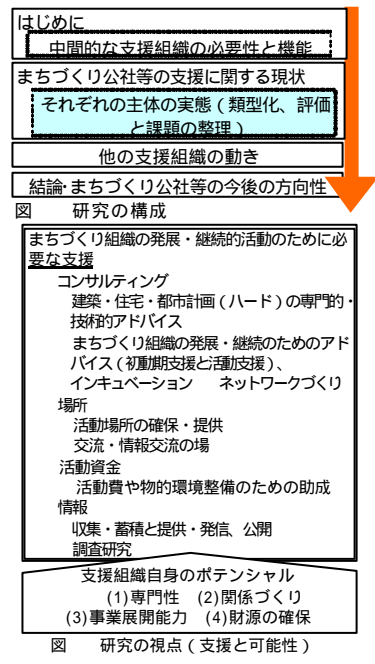 はじめに
中間的な支援組織の必要性と機能
まちづくり公社等の支援に関する現状
それぞれの主体の実態（類型化、評価
と課題の整理）
他の支援組織の動き
結論・まちづくり公社等の今後の方向性
図　研究の構成
まちづくり組織の発展・継続的活動のために必
要な支援
コンサルティング
建築・住宅・都市計画（ハード）の専門的・
技術的アドバイス
まちづくり組織の発展・継続のためのアド
バイス（初動期支援と活動支援）、
インキュベーション　ネットワークづくり
場所
活動場所の確保・提供
交流・情報交流の場
活動資金
活動費や物的環境整備のための助成
情報
収集・蓄積と提供・発信、公開
調査研究
支援組織自身のポテンシャル
(1)専門性　(2)関係づくり
(3)事業展開能力　(4)財源の確保
図　研究の視点（支援と可能性）